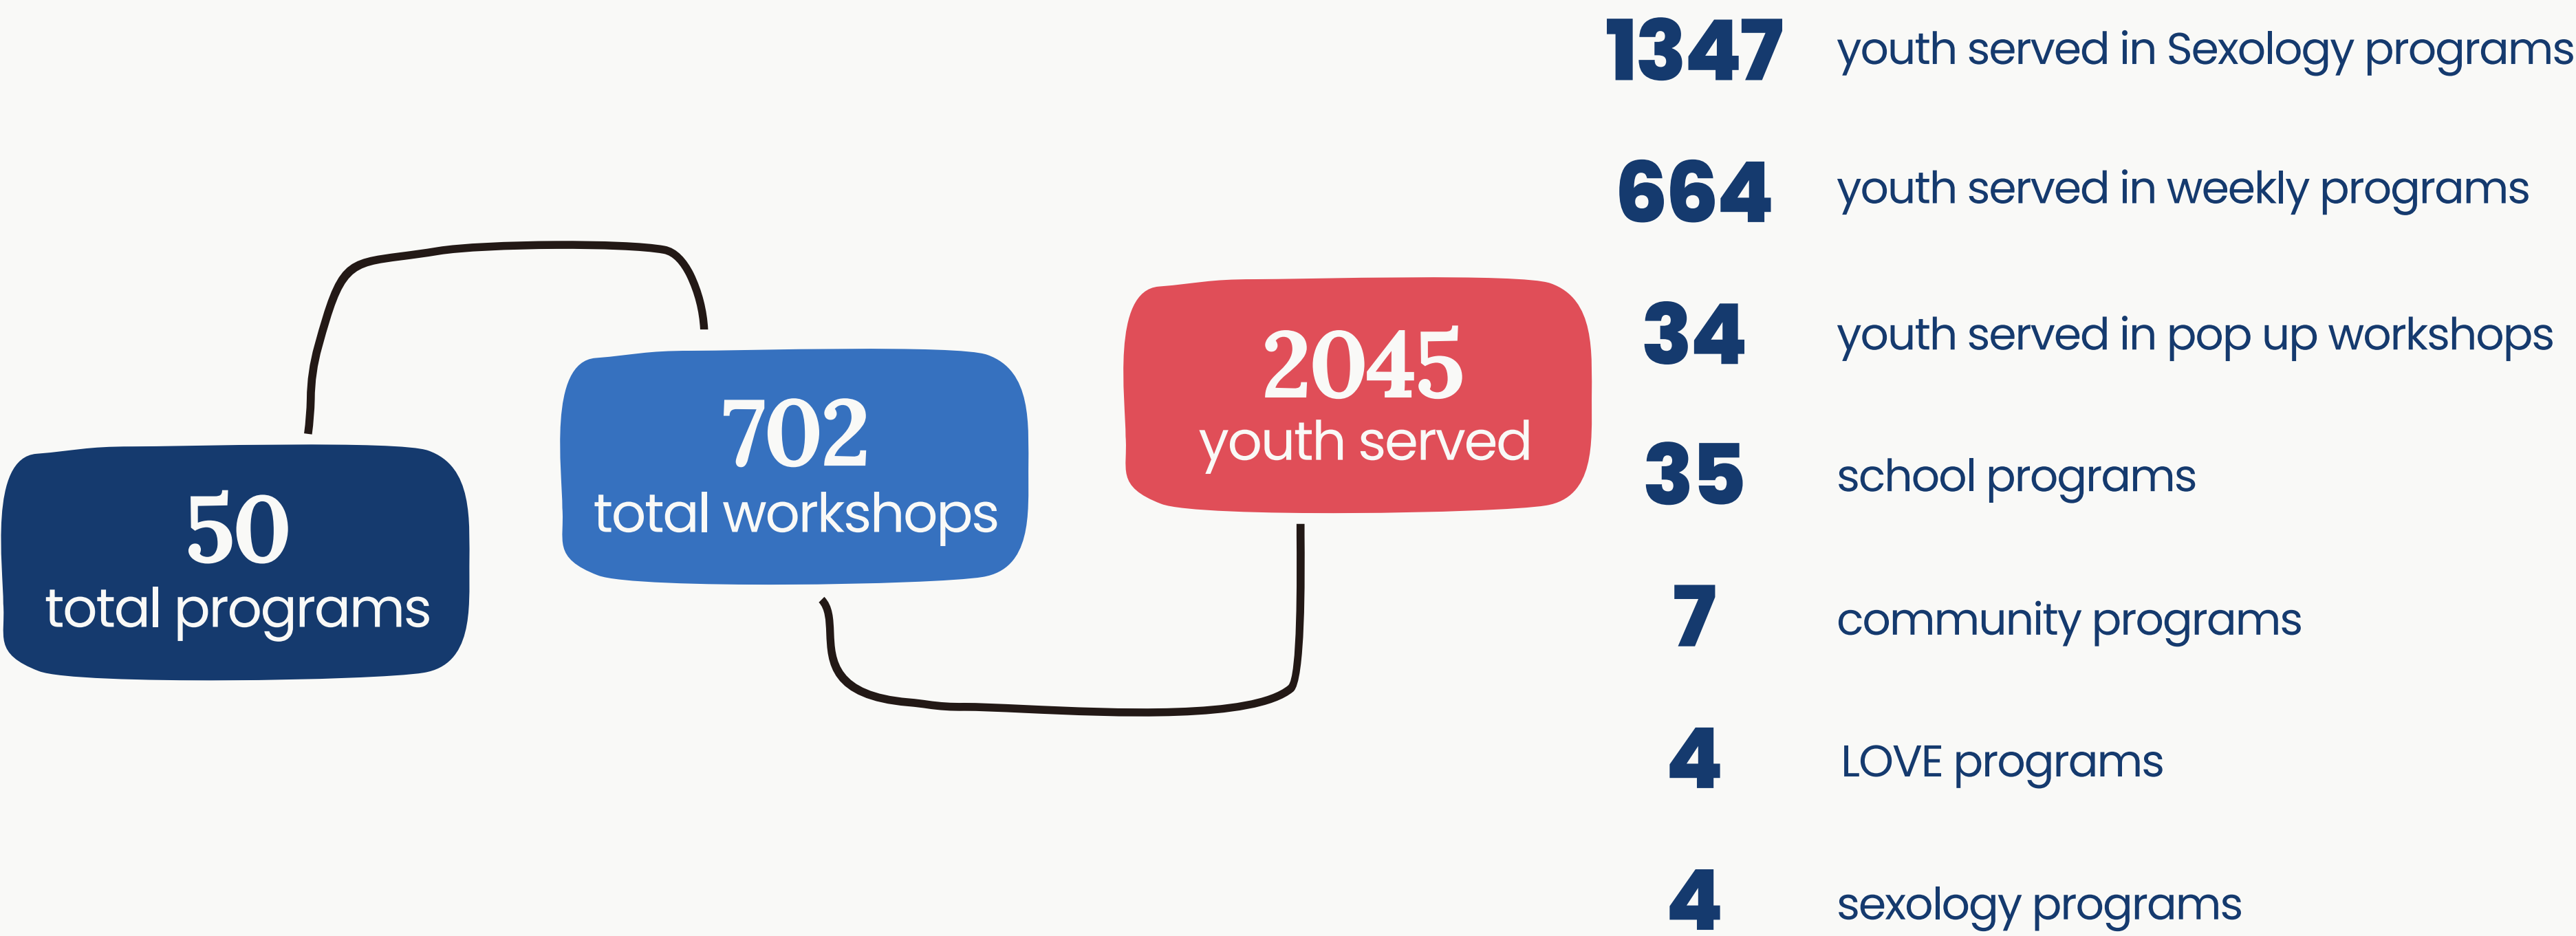 50
total programs
702
total workshops
2045
youth served
1347 youth served in Sexology programs
664 youth served in weekly programs
34 youth served in pop up workshops
35 school programs
7 community programs
4 LOVE programs
4 sexology programs